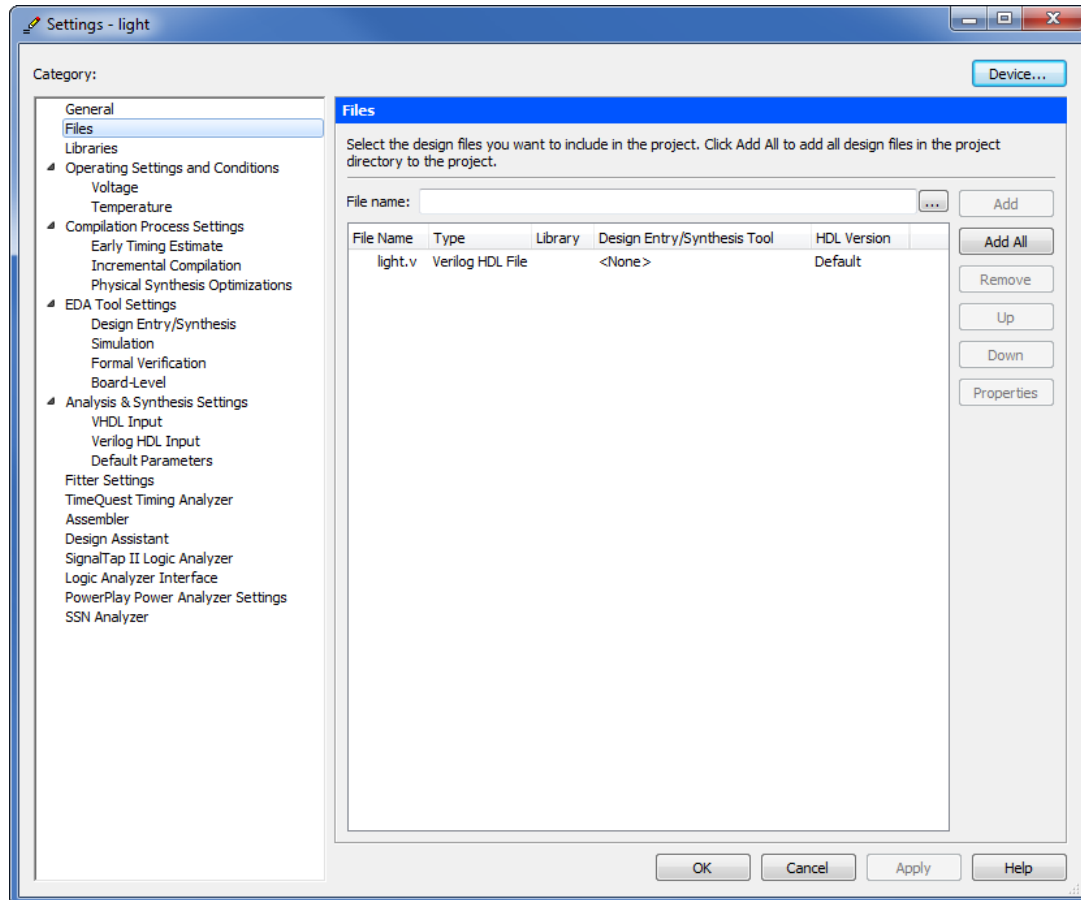 Settings - light
Category:
Device...
General
Files
Libraries
Operating Settings and Conditions
Voltage
Temperature
Compilation Process Settings
Early Timing Estimate
Incremental Compilation
Physical Synthesis Optimizations
EDA Tool Settings
Design Entry/Synthesis
Simulation
Formal Verification
Board-Level
Analysis & Synthesis Settings
VHDL Input
Verilog HDL Input
Default Parameters
Fitter Settings
TimeQuest Timing Analyzer
Assembler
Design Assistant
SignalTap II Logic Analyzer
Logic Analyzer Interface
PowerPlay Power Analyzer Settings
SSN Analyzer
Files
Select the design files you want to include in the project. Click Add All to add all design files in the project
directory to the project.
File name:
...
Add
File Name Type Library Design Entry/Synthesis Tool HDL Version
light.v Verilog HDL File <None> Default
Add All
Remove
Up
Down
Properties
OK Cancel Apply Help